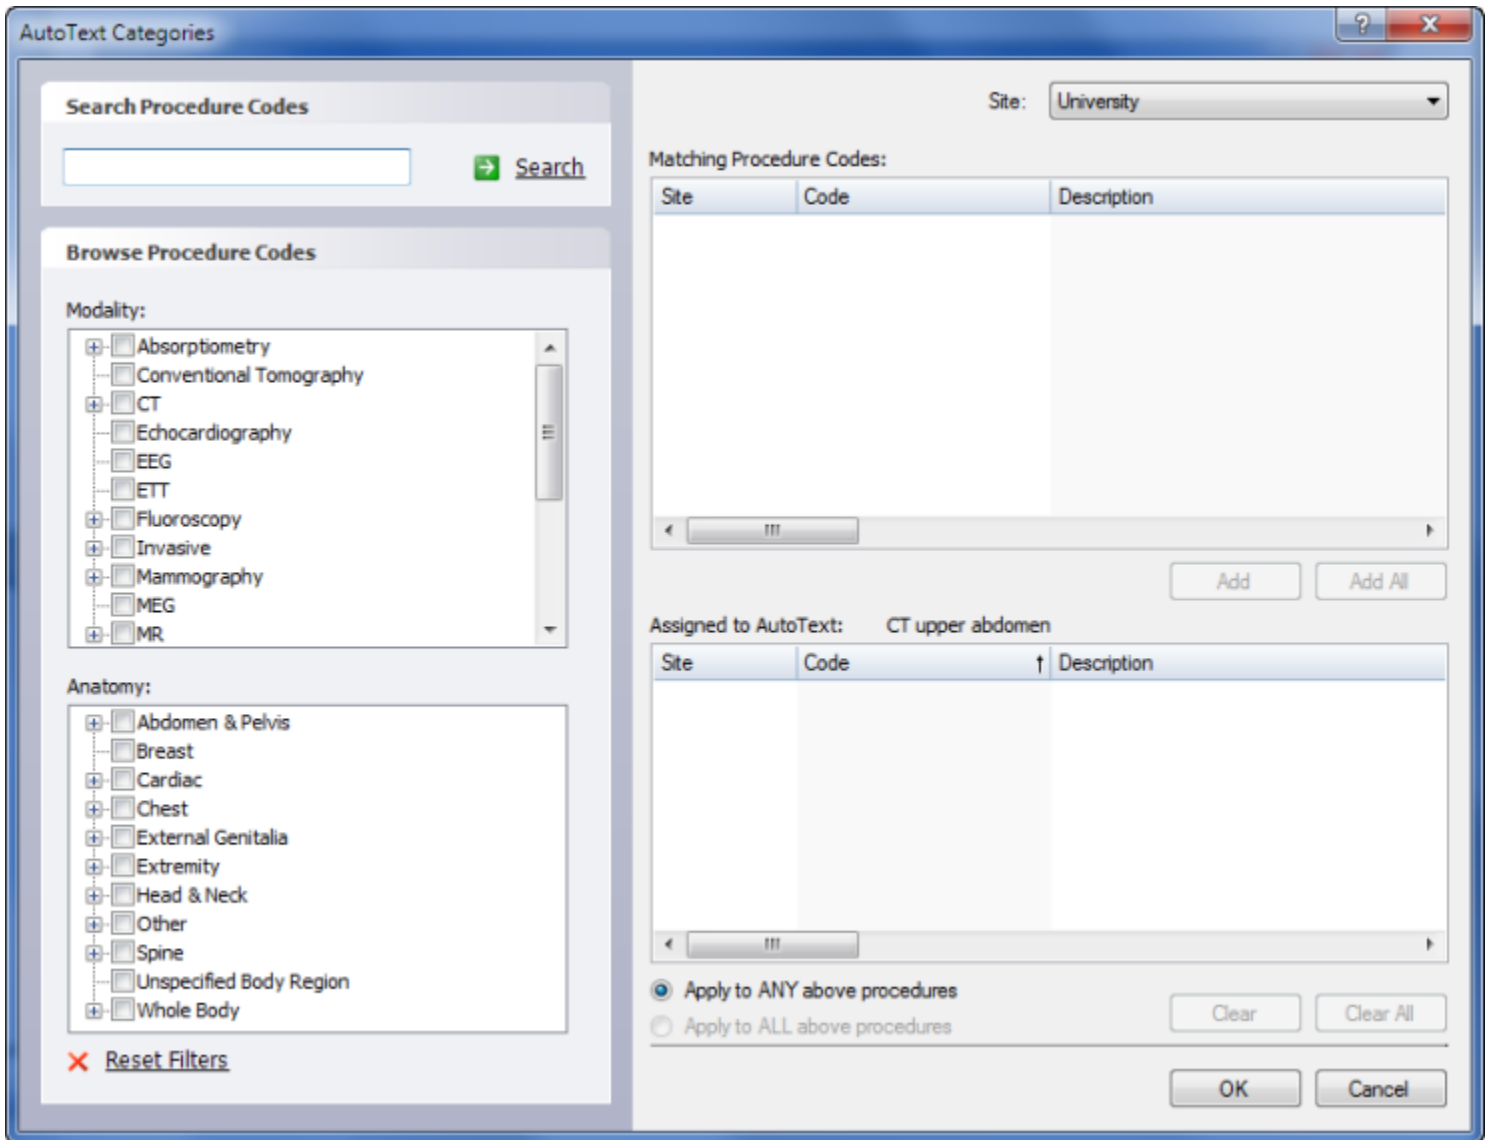 AutoText Categories
?
Search Procedure Codes
Search
Browse Procedure Codes
Modality:
Absorptiometry
Conventional Tomography
CT
Echocardiography
EEG
ETT
Fluoroscopy
Invasive
Mammography
MEG
MR
Anatomy:
Abdomen & Pelvis
Breast
Cardiac
Chest
External Genitalia
Extremity
Head & Neck
Other
Spine
Unspecified Body Region
Whole Body
Reset Filters
Site: University
Matching Procedure Codes:
Site Code Description
Add Add All
Assigned to AutoText: CT upper abdomen
Site Code Description
Apply to ANY above procedures
Apply to ALL above procedures
Clear Clear All
OK Cancel